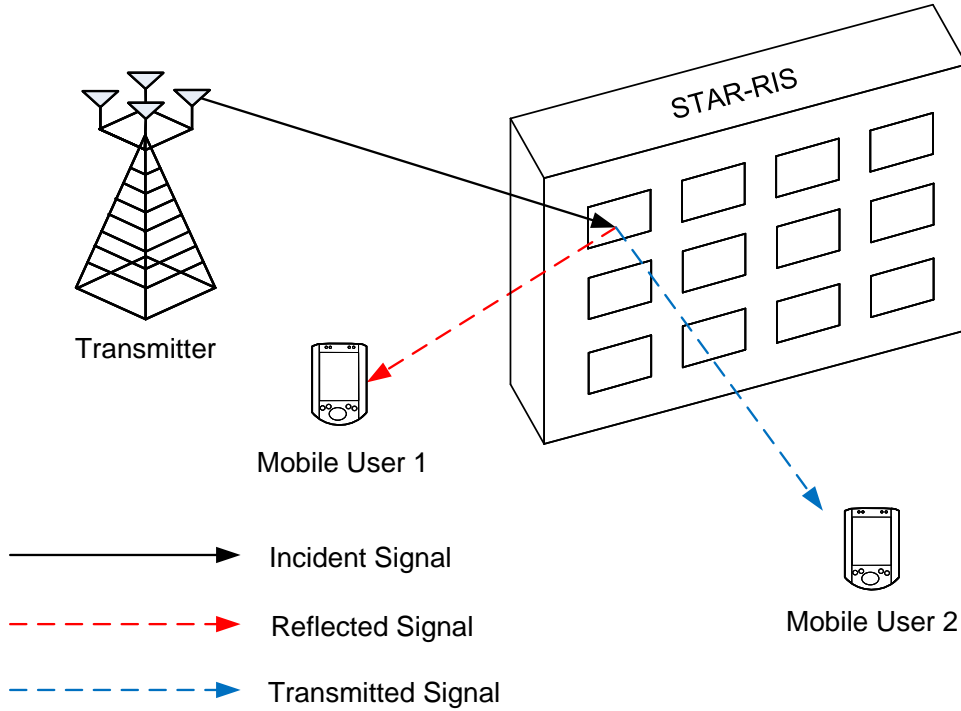 STAR-RIS
Transmitter
Mobile User 1
Mobile User 2
Incident Signal
Reflected Signal
Transmitted Signal